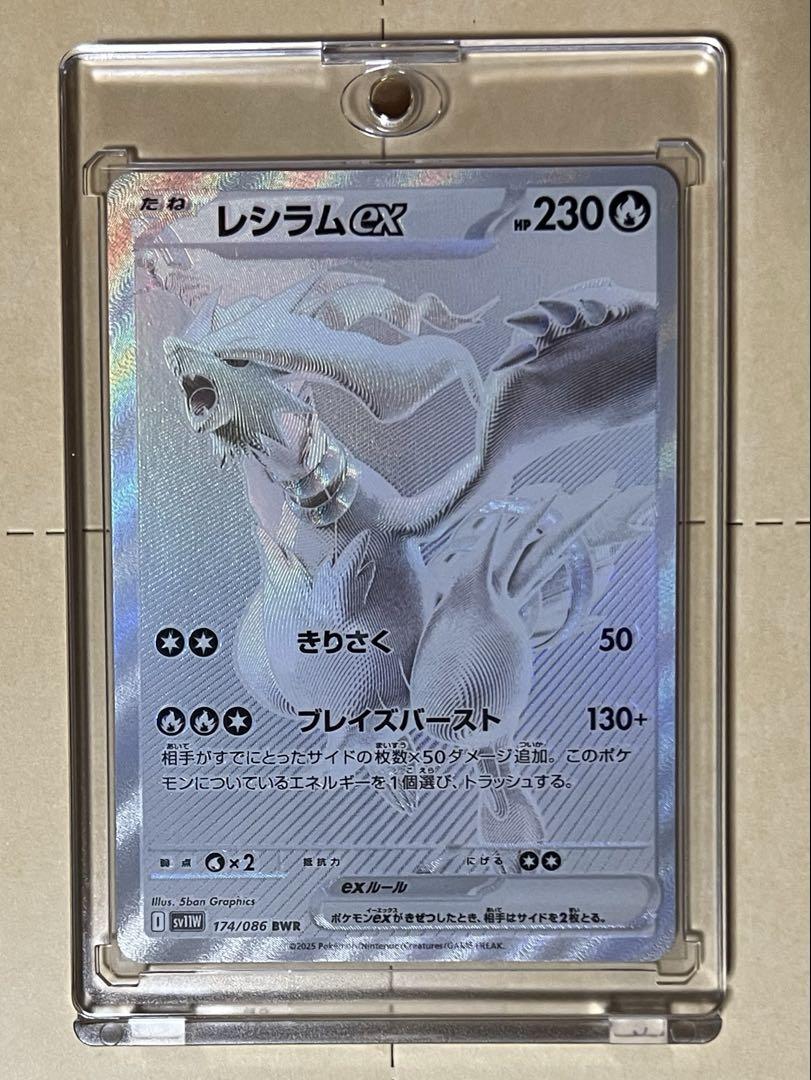 たね レシラムex HP230
きりさく 50
ブレイズバースト 130+
相手がすでにとったサイドの枚数×50ダメージ追加。このポケ
モンについているエネルギーを1個選び、トラッシュする。
弱点 ×2 抵抗力 にげる
exルール
ポケモンexがきぜつしたとき、相手はサイドを2枚とる。
Illus. 5ban Graphics
I sv11W 174/086 BWR
©2025 Pokémon/Nintendo/Creatures/GAME FREAK.